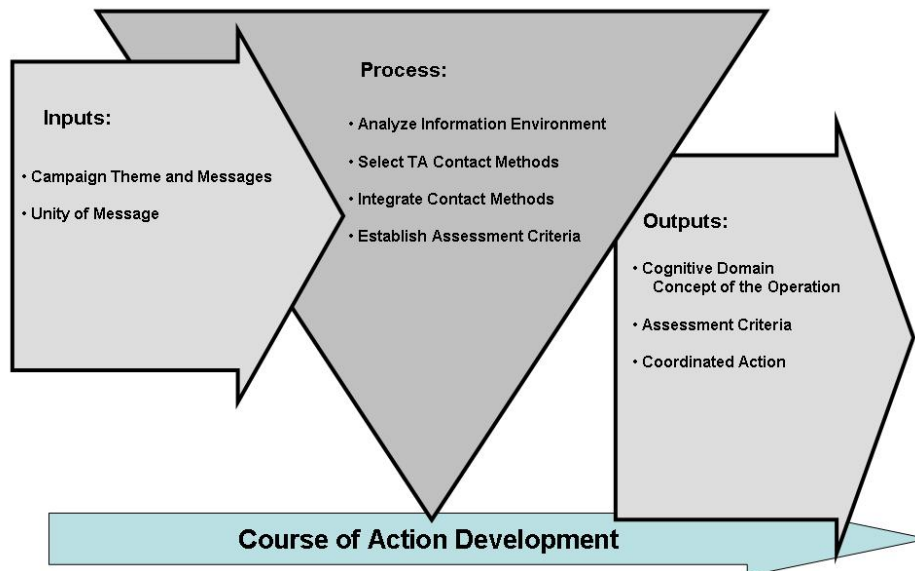 Inputs:
• Campaign Theme and Messages
• Unity of Message
Process:
• Analyze Information Environment
• Select TA Contact Methods
• Integrate Contact Methods
• Establish Assessment Criteria
Outputs:
• Cognitive Domain
Concept of the Operation
• Assessment Criteria
• Coordinated Action
Course of Action Development